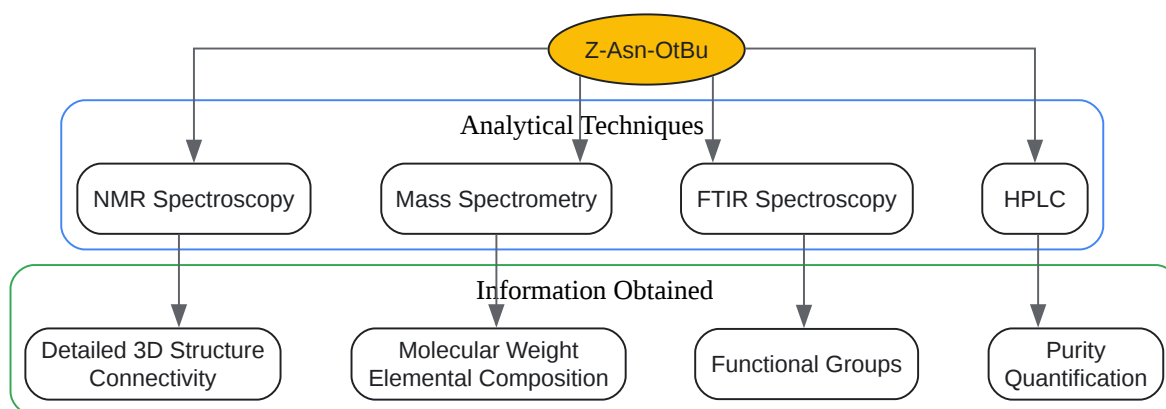 Z-Asn-OtBu
Analytical Techniques
NMR Spectroscopy
Mass Spectrometry
FTIR Spectroscopy
HPLC
Information Obtained
Detailed 3D Structure
Connectivity
Molecular Weight
Elemental Composition
Functional Groups
Purity
Quantification